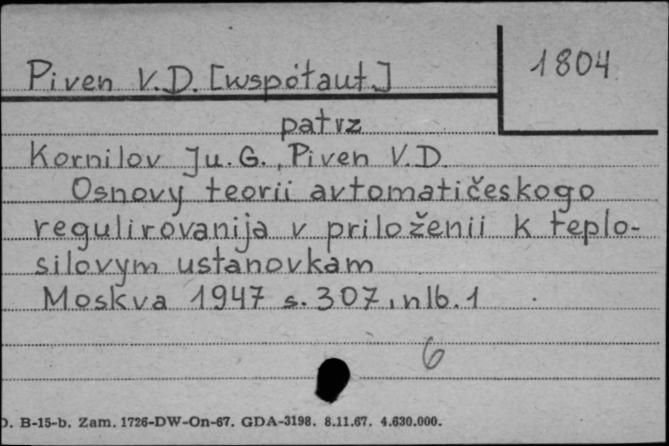 Piven V.D. [współaut.]
1804
patrz
Kornilov Ju. G., Piven V.D
Osnovy teorii avtomatičeskogo
regulirovanija v priloženii k teplo-
silovym ustanovkam
Moskva 1947 s. 307, nlb. 1
6
D. B-15-b. Zam. 1726-DW-On-67. GDA-3198. 8.11.67. 4.630.000.